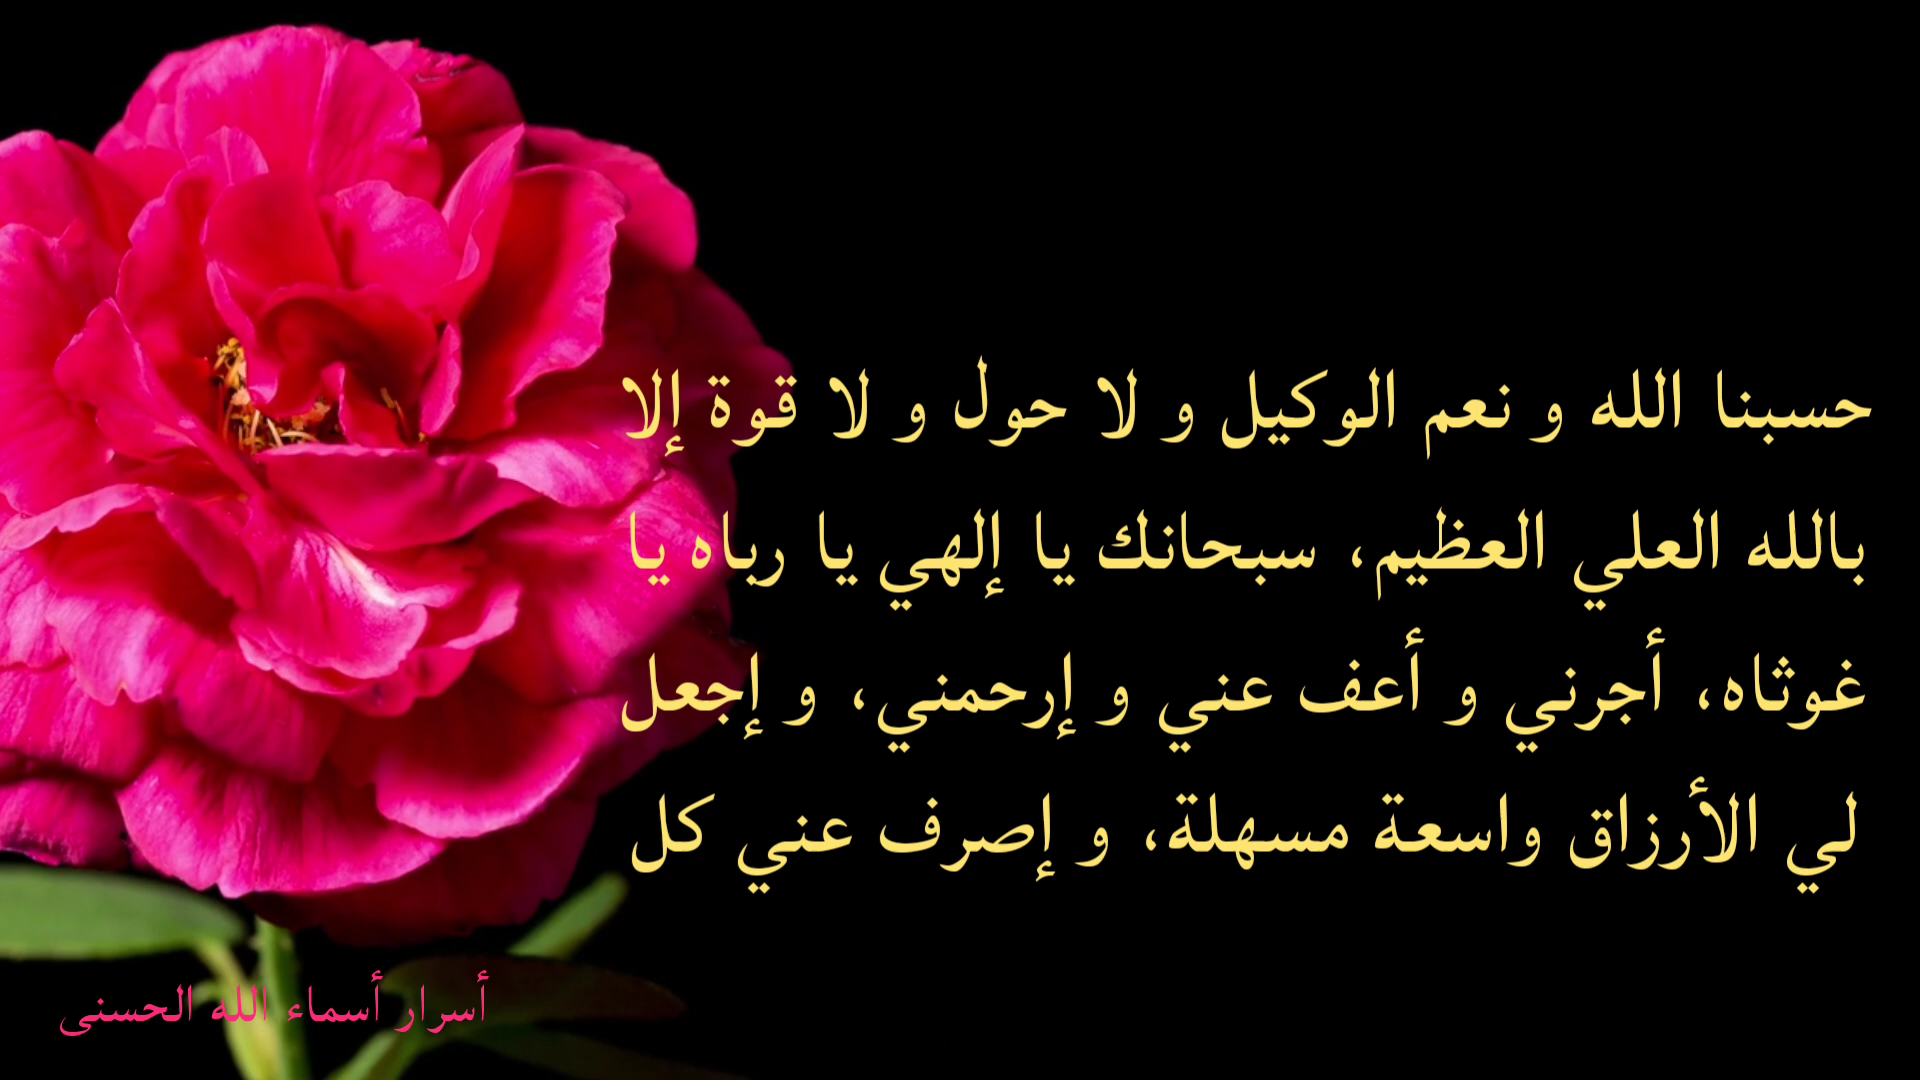 حسبنا الله و نعم الوكيل و لا حول و لا قوة إلا
بالله العلي العظيم، سبحانك يا إلهي يا رباه يا
غوثاه، أجرني و أعف عني و إرحمني، و إجعل
لي الأرزاق واسعة مسهلة، و إصرف عني كل
أسرار أسماء الله الحسنى